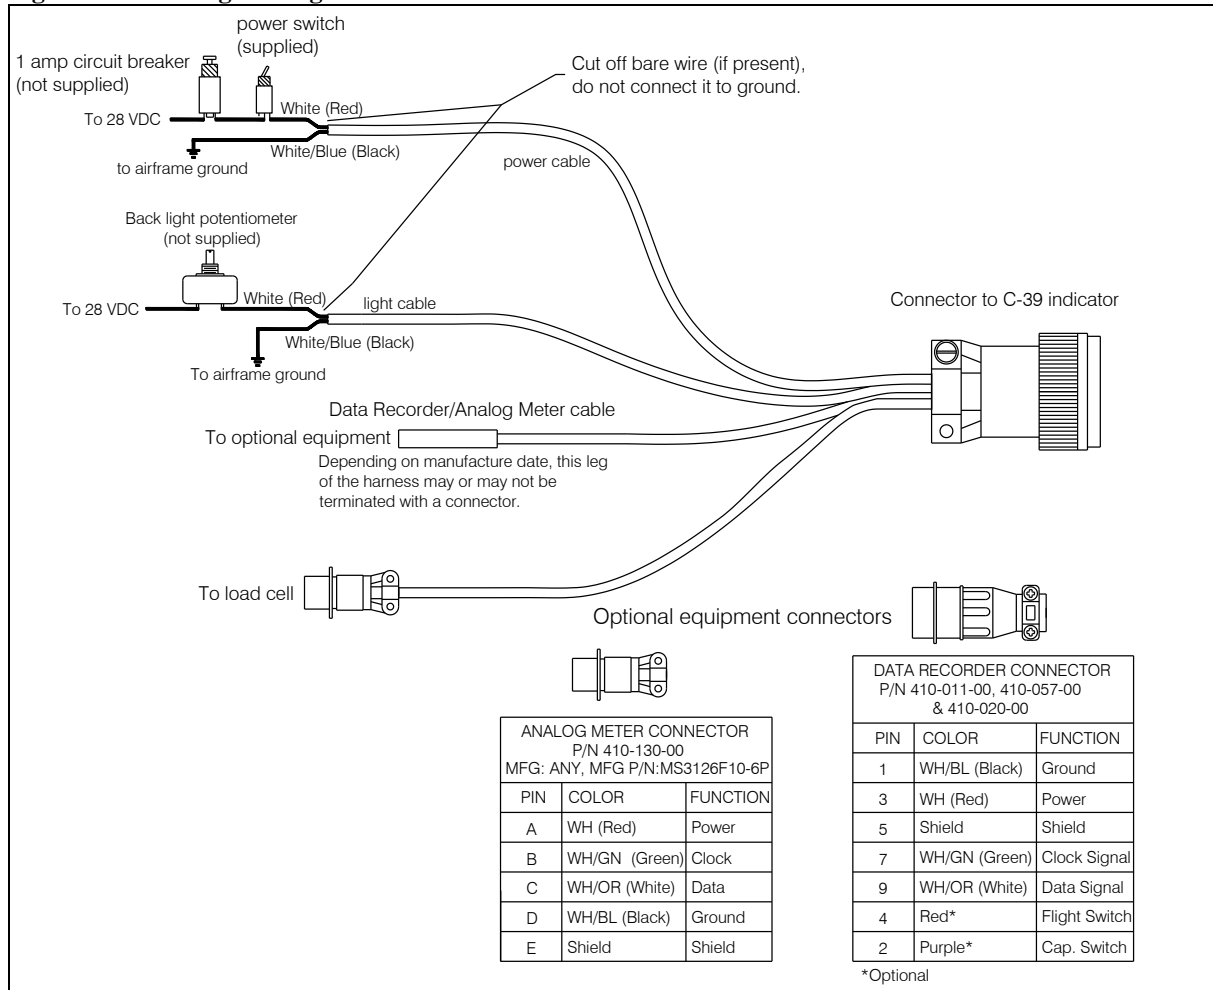 power switch
(supplied)
1 amp circuit breaker
(not supplied)
Cut off bare wire (if present),
do not connect it to ground.
White (Red)
To 28 VDC
White/Blue (Black)
to airframe ground
power cable
Back light potentiometer
(not supplied)
White (Red)
light cable
To 28 VDC
Connector to C-39 indicator
White/Blue (Black)
To airframe ground
Data Recorder/Analog Meter cable
To optional equipment
Depending on manufacture date, this leg
of the harness may or may not be
terminated with a connector.
To load cell
Optional equipment connectors
ANALOG METER CONNECTOR
P/N 410-130-00
MFG: ANY, MFG P/N:MS3126F10-6P
PIN COLOR FUNCTION
A WH (Red) Power
B WH/GN (Green) Clock
C WH/OR (White) Data
D WH/BL (Black) Ground
E Shield Shield
DATA RECORDER CONNECTOR
P/N 410-011-00, 410-057-00
& 410-020-00
PIN COLOR FUNCTION
1 WH/BL (Black) Ground
3 WH (Red) Power
5 Shield Shield
7 WH/GN (Green) Clock Signal
9 WH/OR (White) Data Signal
4 Red* Flight Switch
2 Purple* Cap. Switch
*Optional